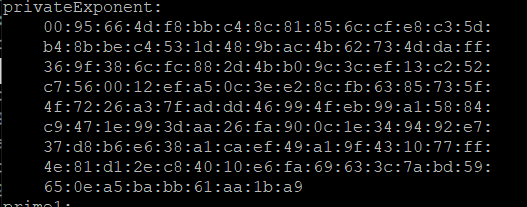 privateExponent:
00:95:66:4d:f8:bb:c4:8c:81:85:6c:cf:e8:c3:5d:
b4:8b:be:c4:53:1d:48:9b:ac:4b:62:73:4d:da:ff:
36:9f:38:6c:fc:88:2d:4b:b0:9c:3c:ef:13:c2:52:
c7:56:00:12:ef:a5:0c:3e:e2:8c:fb:63:85:73:5f:
4f:72:26:a3:7f:ad:dd:46:99:4f:eb:99:a1:58:84:
c9:47:1e:99:3d:aa:26:fa:90:0c:1e:34:94:92:e7:
37:d8:b6:e6:38:a1:ca:ef:49:a1:9f:43:10:77:ff:
4e:81:d1:2e:c8:40:10:e6:fa:69:63:3c:7a:bd:59:
65:0e:a5:ba:bb:61:aa:1b:a9
prime1: